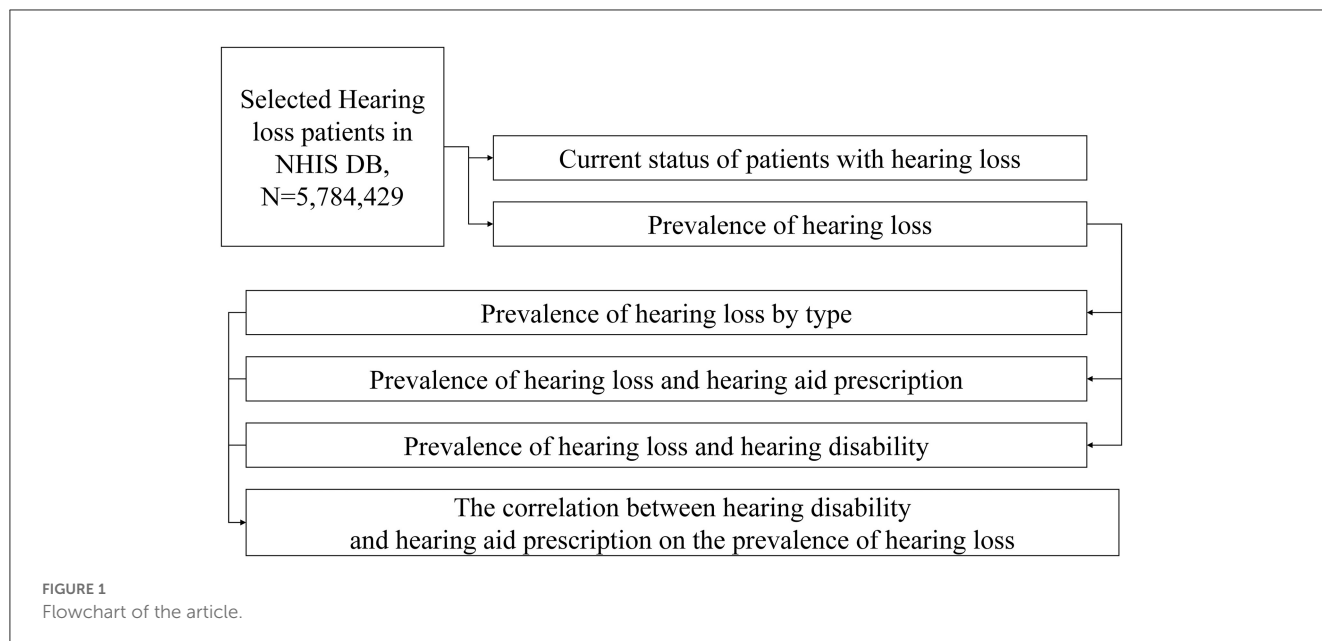 Selected Hearing
loss patients in
NHIS DB,
N=5,784,429
Current status of patients with hearing loss
Prevalence of hearing loss
Prevalence of hearing loss by type
Prevalence of hearing loss and hearing aid prescription
Prevalence of hearing loss and hearing disability
The correlation between hearing disability
and hearing aid prescription on the prevalence of hearing loss
FIGURE 1
Flowchart of the article.